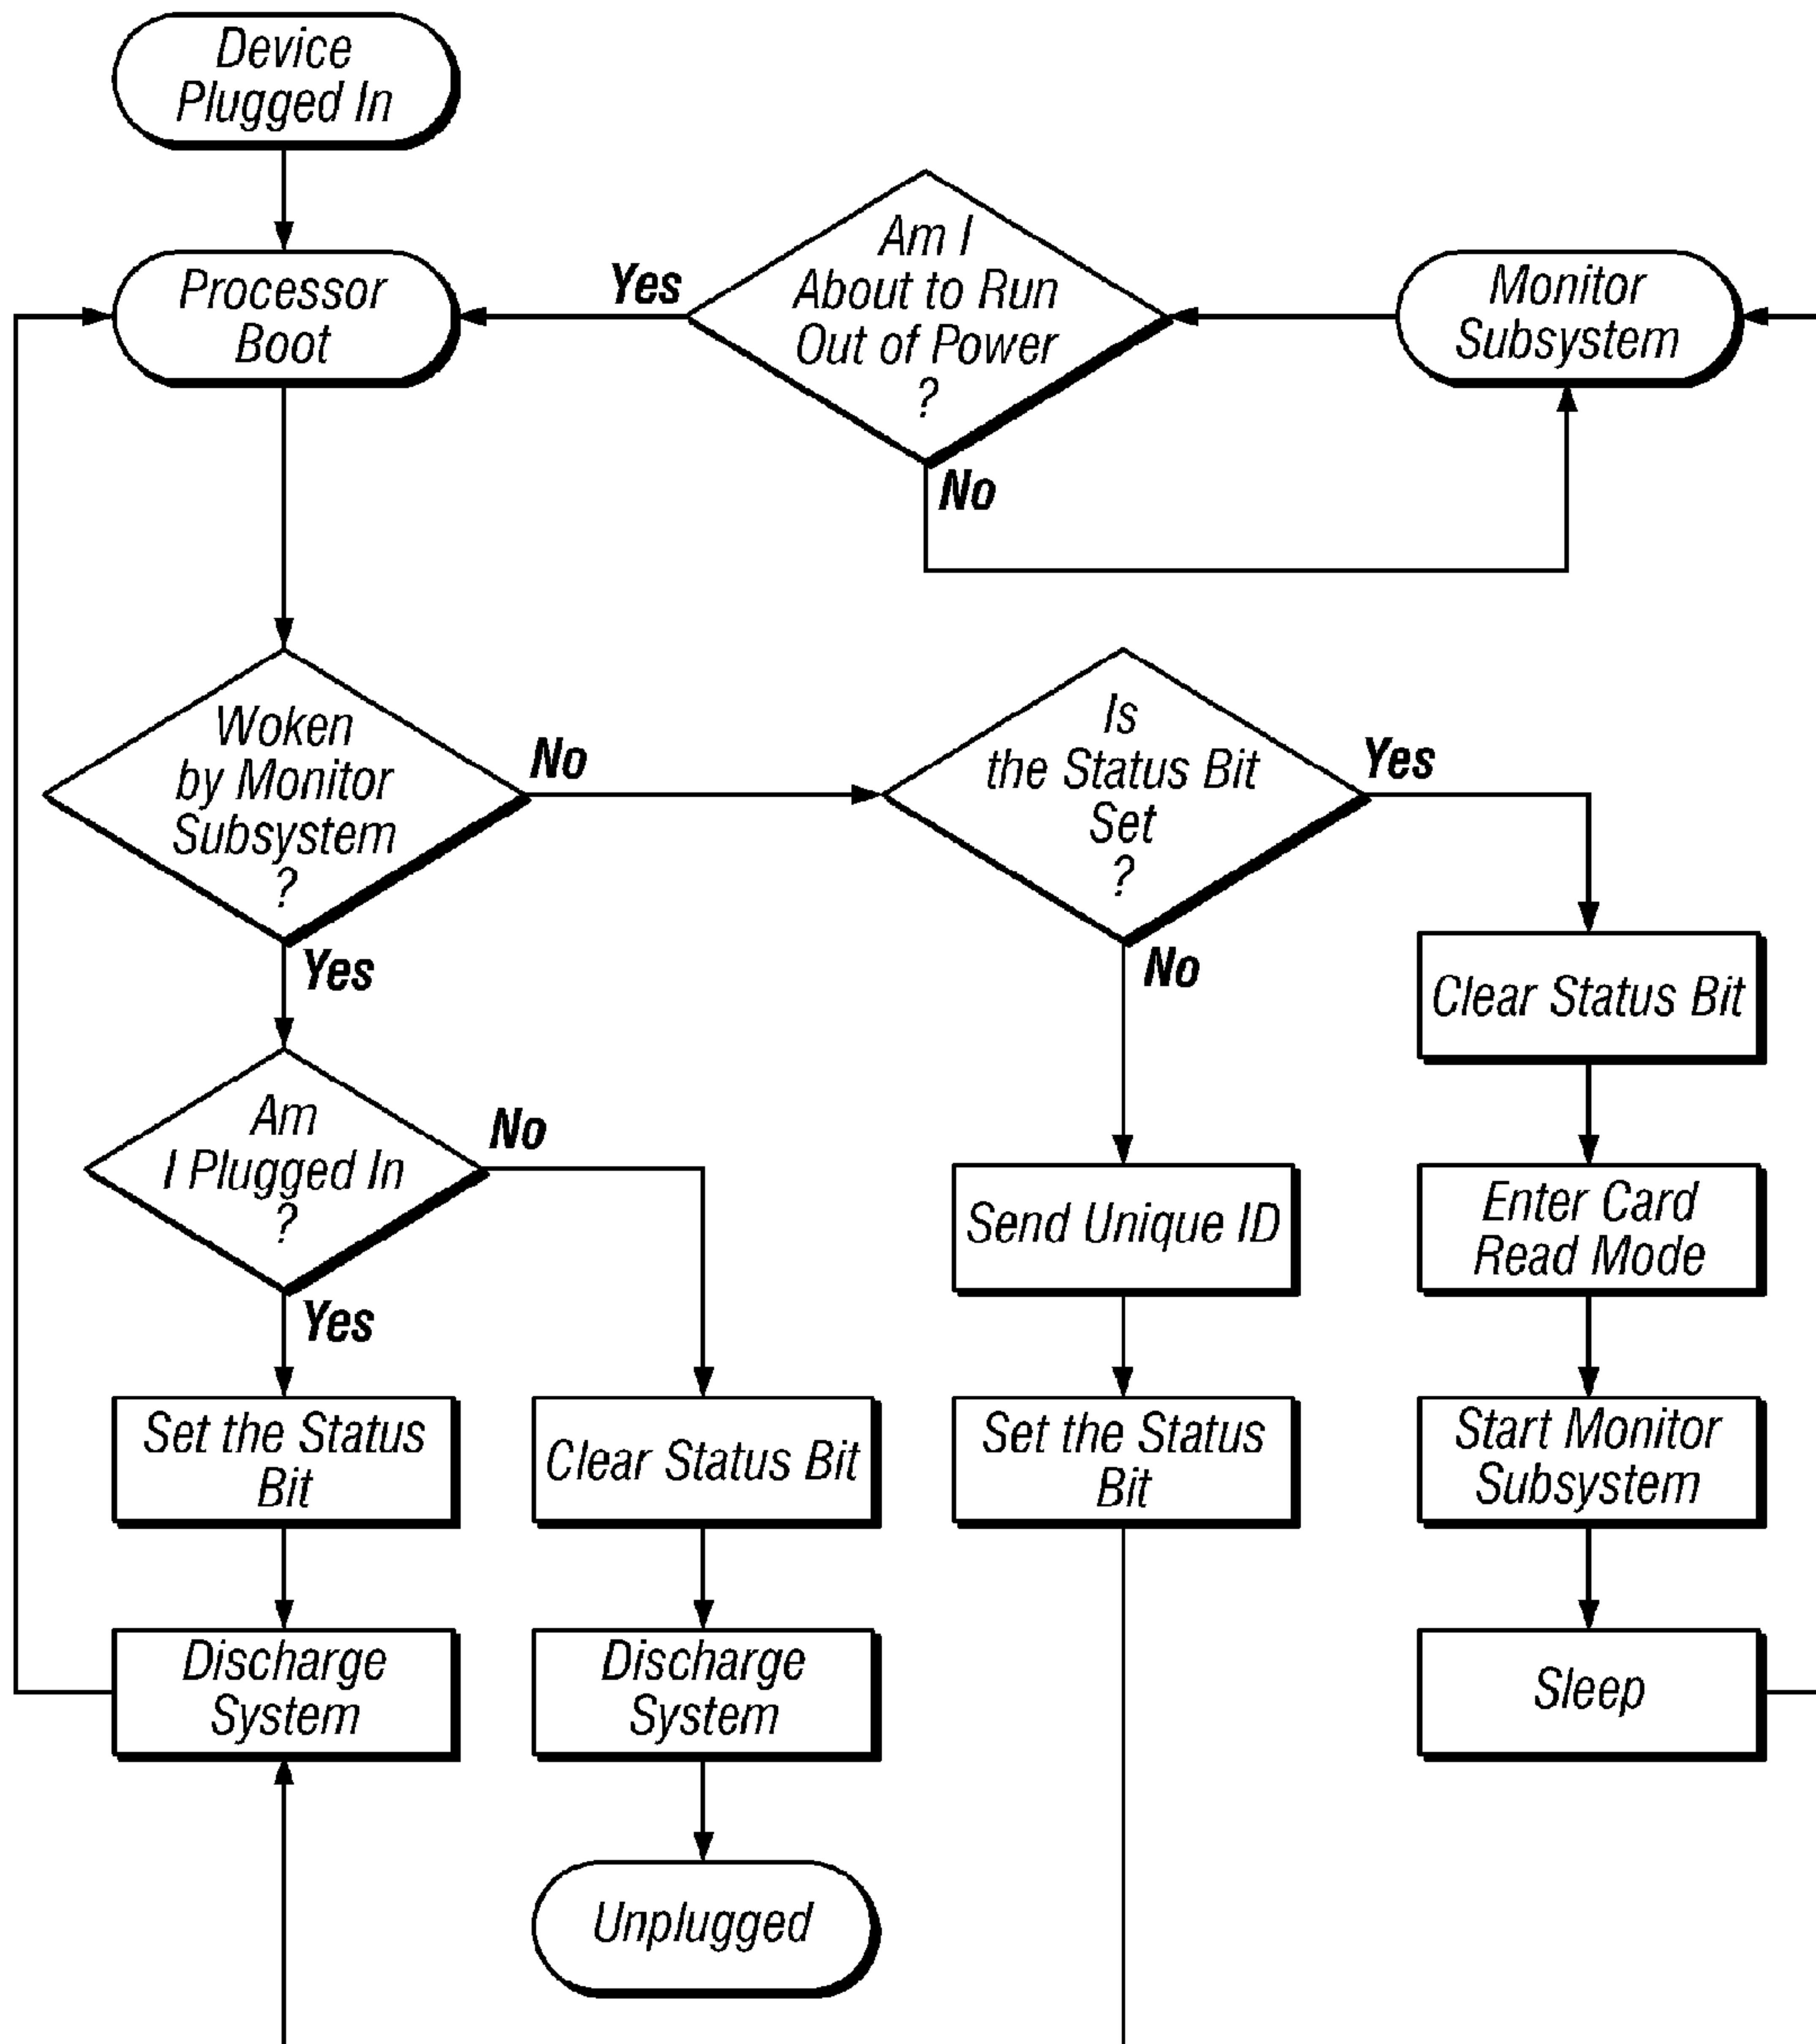 Device
Plugged In
Processor
Boot
Yes
Am I
About to Run
Out of Power
?
No
Monitor
Subsystem
Woken
by Monitor
Subsystem
?
No
Yes
Is
the Status Bit
Set
?
Yes
No
Clear Status Bit
Am
I Plugged In
?
No
Yes
Send Unique ID
Enter Card
Read Mode
Set the Status
Bit
Clear Status Bit
Set the Status
Bit
Start Monitor
Subsystem
Discharge
System
Discharge
System
Sleep
Unplugged